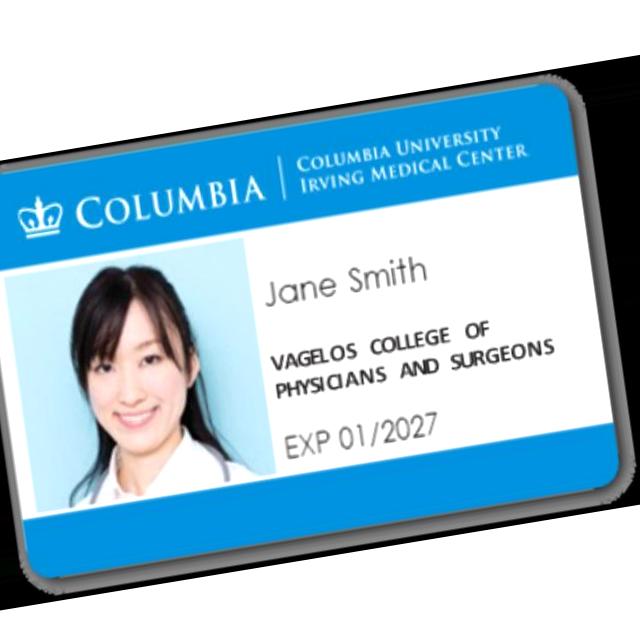 COLUMBIA
COLUMBIA UNIVERSITY
IRVING MEDICAL CENTER
Jane Smith
VAGELOS COLLEGE OF
PHYSICIANS AND SURGEONS
EXP 01/2027